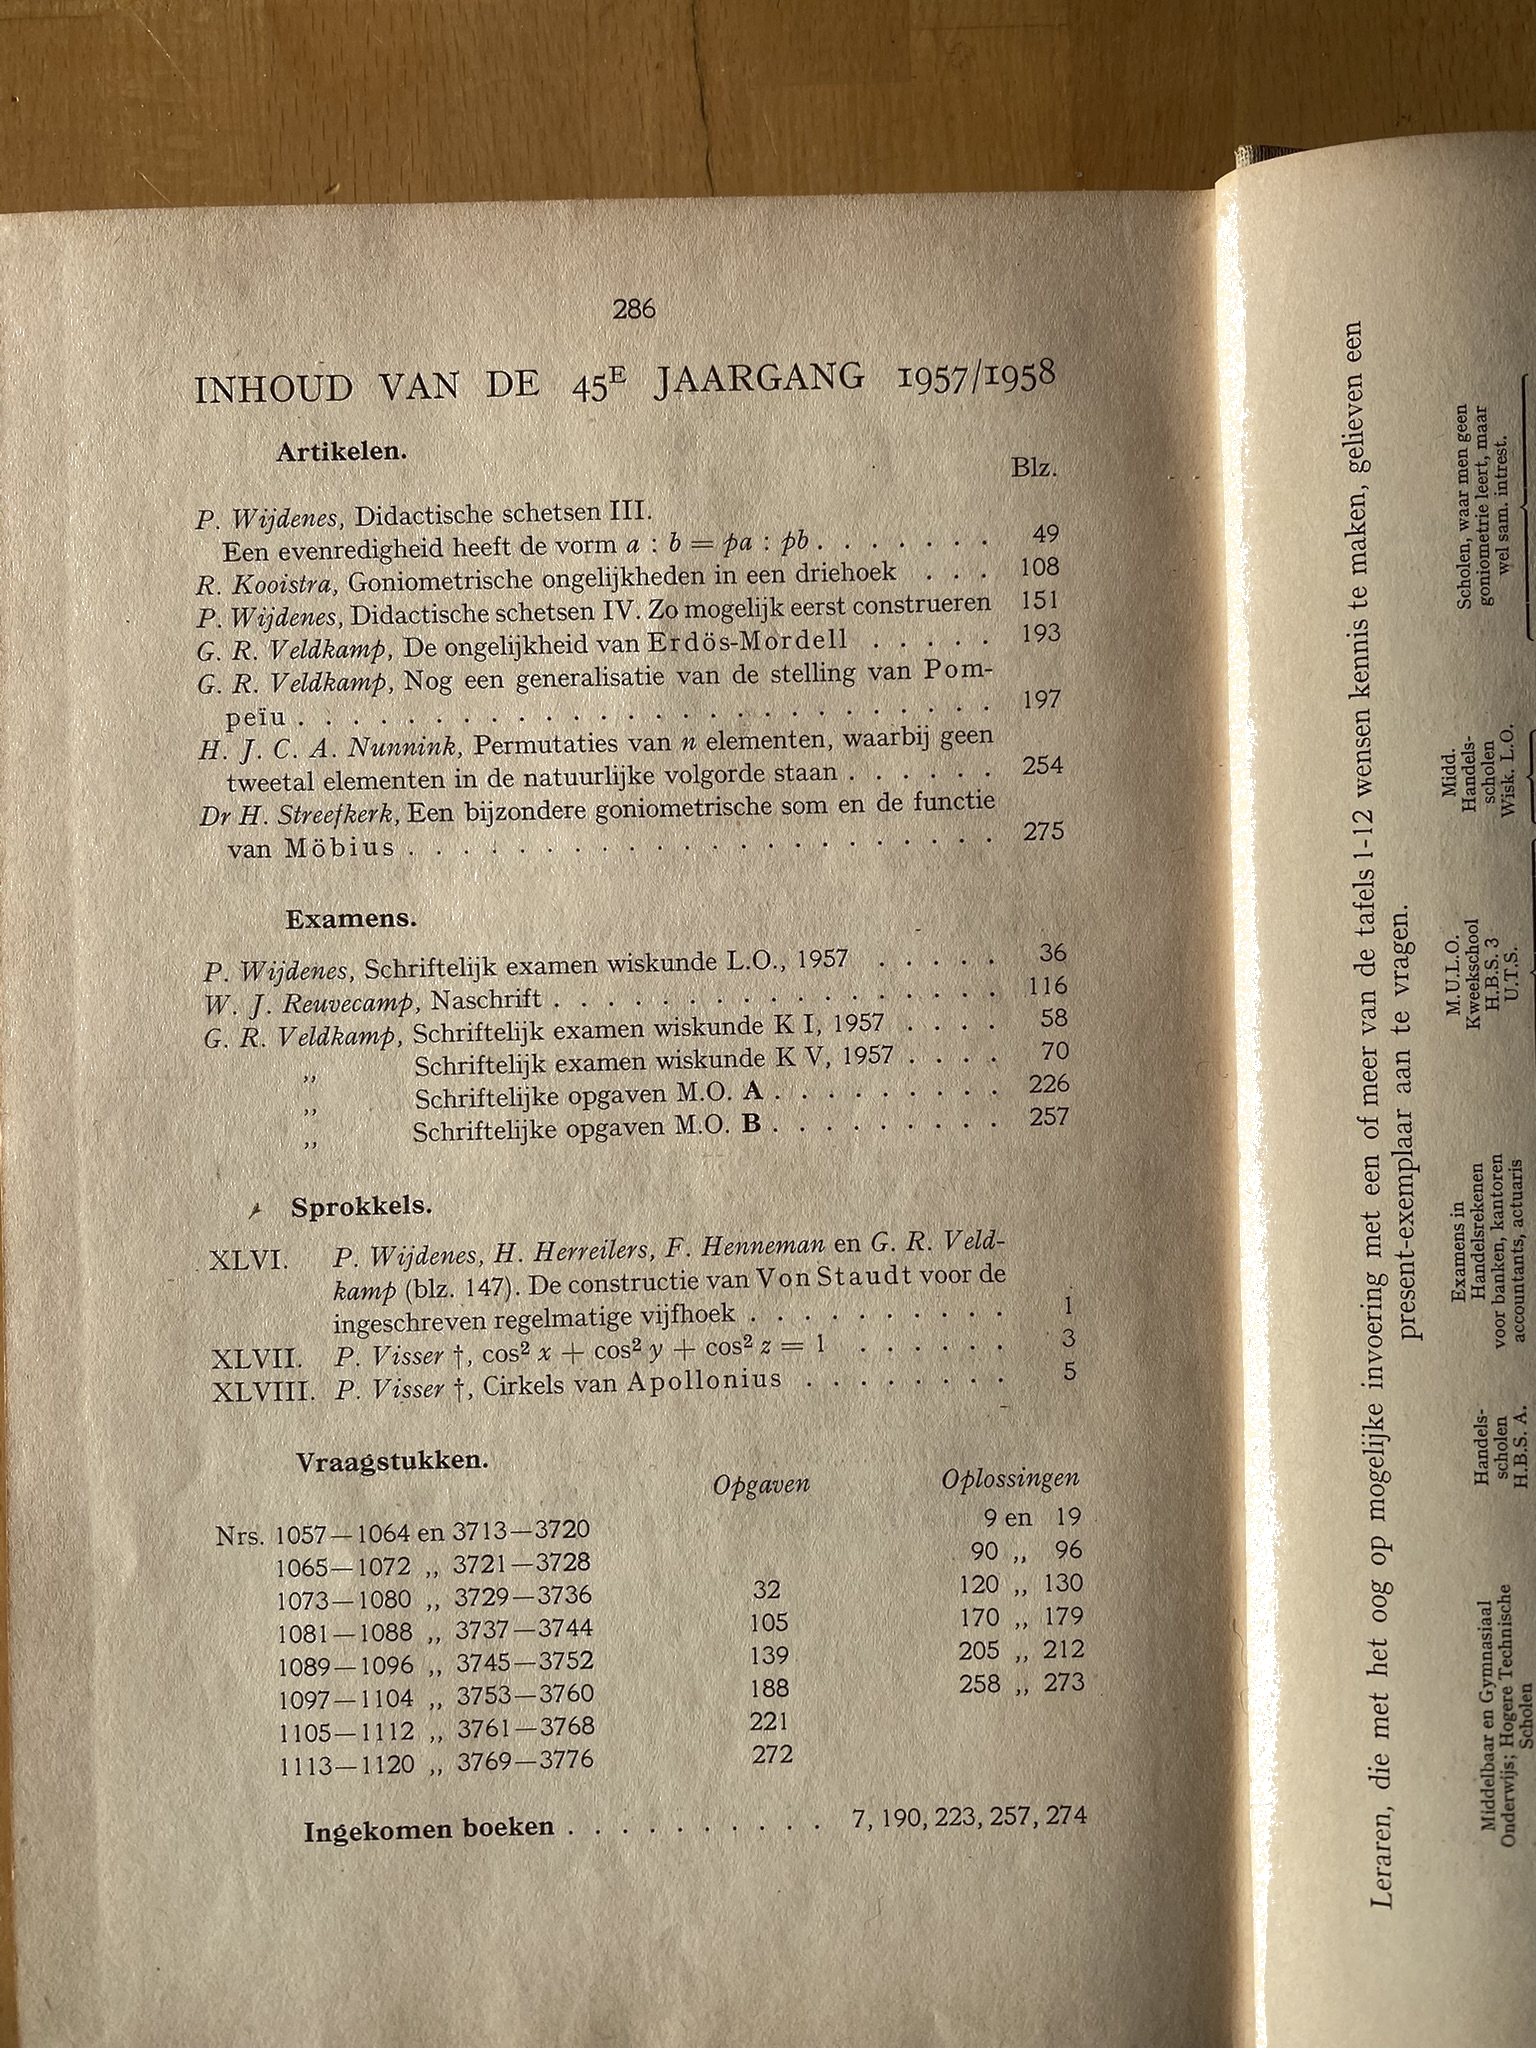 286
INHOUD VAN DE 45E JAARGANG 1957/1958
Artikelen.
Blz.
P. Wijdenes, Didactische schetsen III.
Een evenredigheid heeft de vorm a : b = pa : pb . . . . . . . 49
R. Kooistra, Goniometrische ongelijkheden in een driehoek . . . 108
P. Wijdenes, Didactische schetsen IV. Zo mogelijk eerst construeren 151
G. R. Veldkamp, De ongelijkheid van Erdös-Mordell . . . . . 193
G. R. Veldkamp, Nog een generalisatie van de stelling van Pom-
peïu . . . . . . . . . . . . . . . . . . . . . . . . . . 197
H. J. C. A. Nunnink, Permutaties van n elementen, waarbij geen
tweetal elementen in de natuurlijke volgorde staan . . . . . . 254
Dr H. Streefkerk, Een bijzondere goniometrische som en de functie
van Möbius . . . . . . . . . . . . . . . . . . . . . . 275
Examens.
P. Wijdenes, Schriftelijk examen wiskunde L.O., 1957 . . . . . 36
W. J. Reuvecamp, Naschrift . . . . . . . . . . . . . . . . . 116
G. R. Veldkamp, Schriftelijk examen wiskunde K I, 1957 . . . . 58
,, Schriftelijk examen wiskunde K V, 1957 . . . . 70
,, Schriftelijke opgaven M.O. A . . . . . . . . . 226
,, Schriftelijke opgaven M.O. B . . . . . . . . . 257
Sprokkels.
XLVI. P. Wijdenes, H. Herreilers, F. Henneman en G. R. Veld-
kamp (blz. 147). De constructie van Von Staudt voor de
ingeschreven regelmatige vijfhoek . . . . . . . . . . 1
XLVII. P. Visser †, cos² x + cos² y + cos² z = 1 . . . . . . 3
XLVIII. P. Visser †, Cirkels van Apollonius . . . . . . . . 5
Vraagstukken.
Opgaven Oplossingen
Nrs. 1057—1064 en 3713—3720 9 en 19
1065—1072 ,, 3721—3728 90 ,, 96
1073—1080 ,, 3729—3736 32 120 ,, 130
1081—1088 ,, 3737—3744 105 170 ,, 179
1089—1096 ,, 3745—3752 139 205 ,, 212
1097—1104 ,, 3753—3760 188 258 ,, 273
1105—1112 ,, 3761—3768 221
1113—1120 ,, 3769—3776 272
Ingekomen boeken . . . . . . . . . . 7, 190, 223, 257, 274
Leraren, die met het oog op mogelijke invoering met een of meer van de tafels 1-12 wensen kennis te maken, gelieven een
present-exemplaar aan te vragen.
Middelbaar en Gymnasiaal
Onderwijs; Hogere Technische
Scholen
Handels-
scholen
H.B.S. A.
Examens in
Handelsrekenen
voor banken, kantoren
accountants, actuaris
M.U.L.O.
Kweekschool
H.B.S. 3
U.T.S.
Midd.
Handels-
scholen
Wisk. L.O.
Scholen, waar men geen
goniometrie leert, maar
wel sam. intrest.